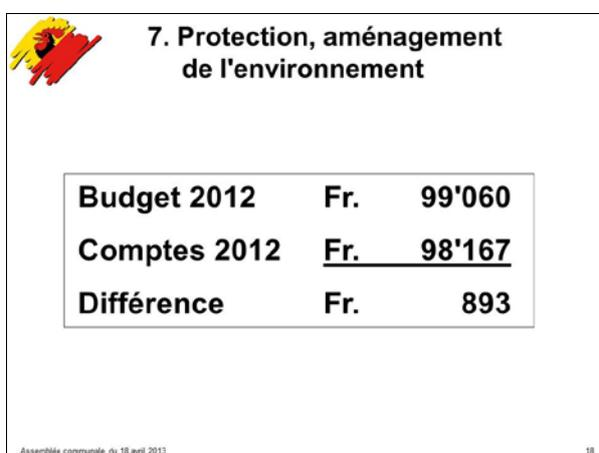 7. Protection, aménagement
de l'environnement
Budget 2012 Fr. 99'060
Comptes 2012 Fr. 98'167
Différence Fr. 893
Assemblée communale du 18 avril 2013 18